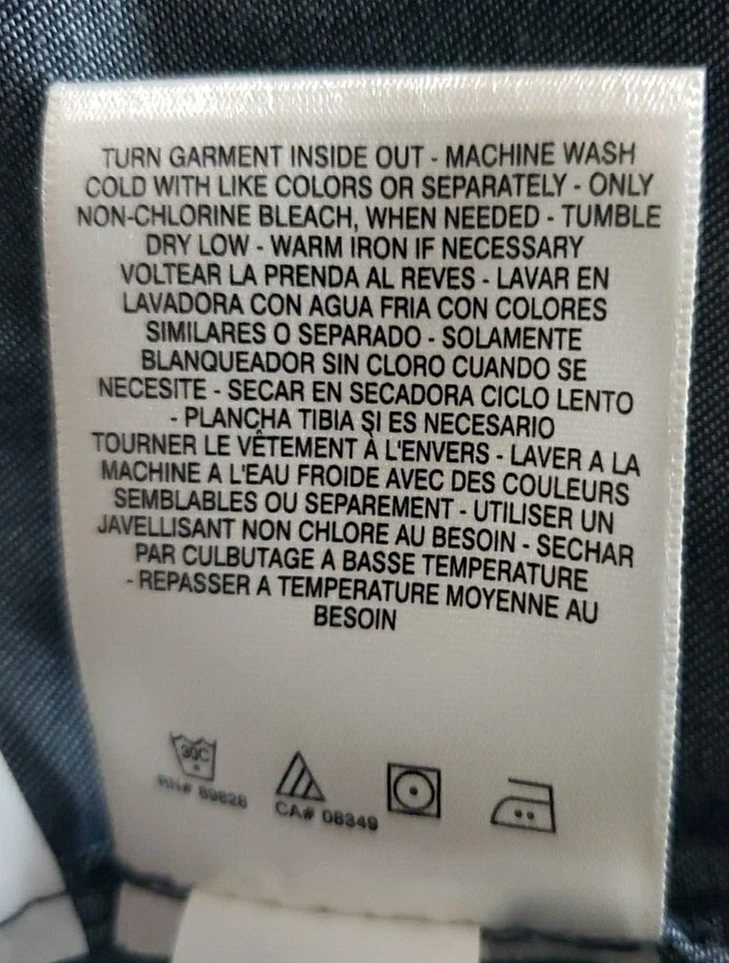 TURN GARMENT INSIDE OUT - MACHINE WASH
COLD WITH LIKE COLORS OR SEPARATELY - ONLY
NON-CHLORINE BLEACH, WHEN NEEDED - TUMBLE
DRY LOW - WARM IRON IF NECESSARY
VOLTEAR LA PRENDA AL REVES - LAVAR EN
LAVADORA CON AGUA FRIA CON COLORES
SIMILARES O SEPARADO - SOLAMENTE
BLANQUEADOR SIN CLORO CUANDO SE
NECESITE - SECAR EN SECADORA CICLO LENTO
- PLANCHA TIBIA SI ES NECESARIO
TOURNER LE VÊTEMENT À L'ENVERS - LAVER A LA
MACHINE A L'EAU FROIDE AVEC DES COULEURS
SEMBLABLES OU SEPAREMENT - UTILISER UN
JAVELLISANT NON CHLORE AU BESOIN - SECHAR
PAR CULBUTAGE A BASSE TEMPERATURE
- REPASSER A TEMPERATURE MOYENNE AU
BESOIN
30C
RN# 89828 CA# 08349